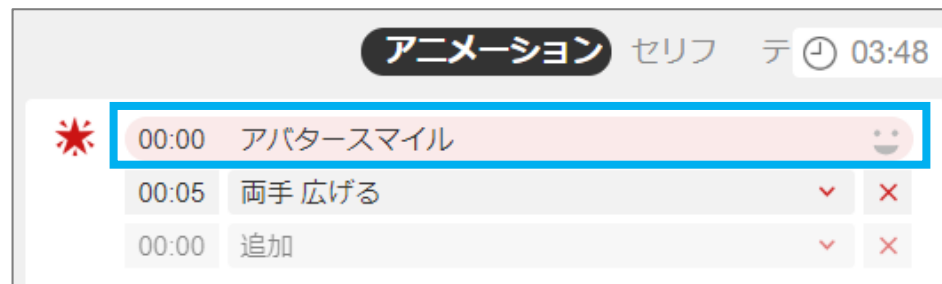 アニメーション セリフ テ 03:48
00:00 アバタースマイル
00:05 両手 広げる
00:00 追加